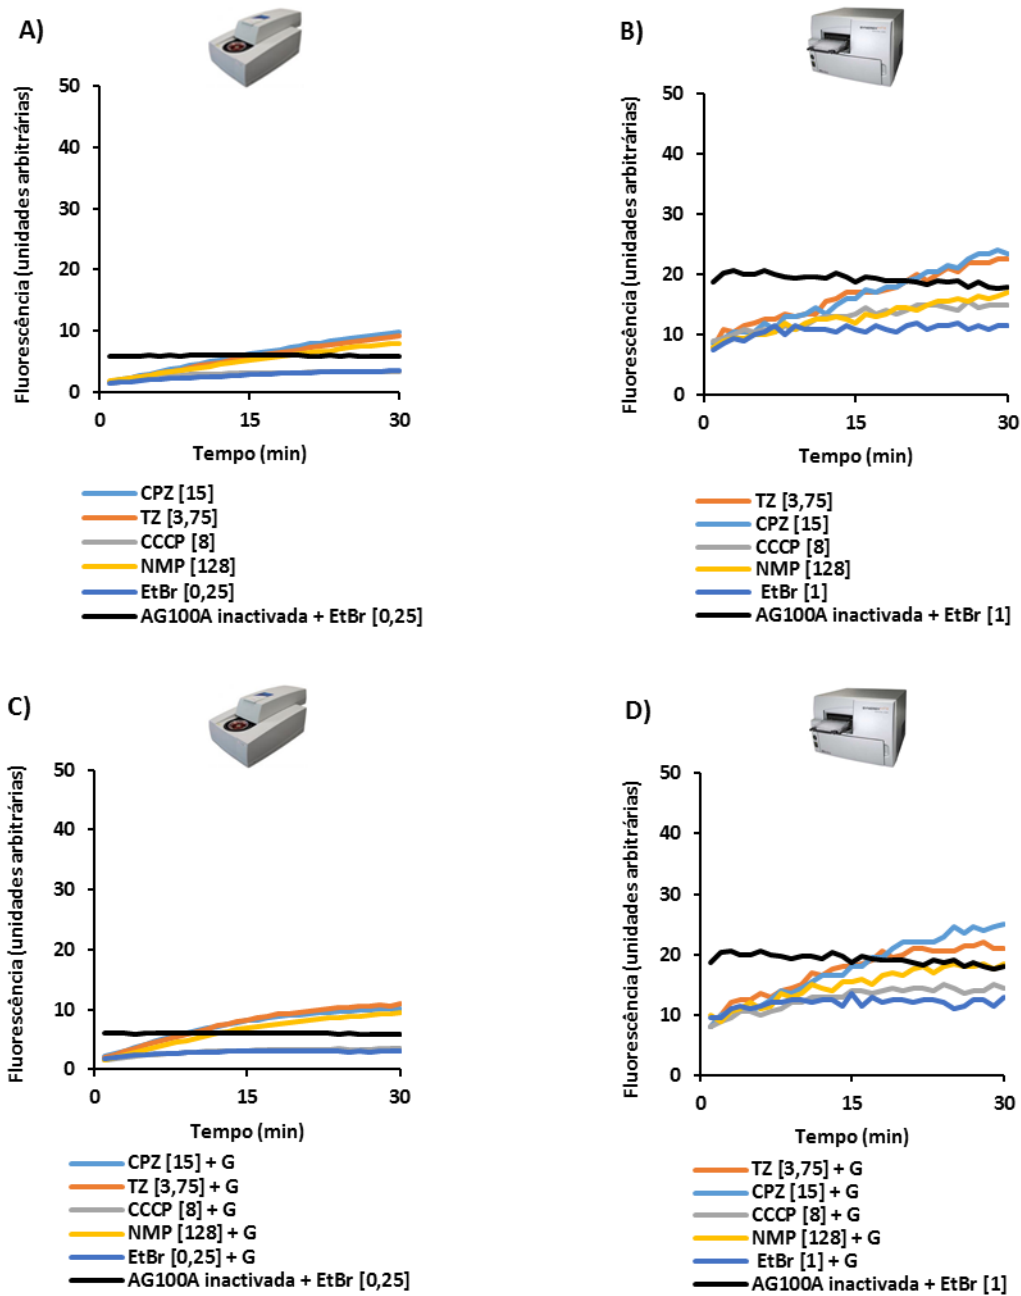 A)
Fluorescência (unidades arbitrárias)
50
40
30
20
10
0
0 15 30
Tempo (min)
CPZ [15]
TZ [3,75]
CCCP [8]
NMP [128]
EtBr [0,25]
AG100A inactivada + EtBr [0,25]
B)
Fluorescência (unidades arbitrárias)
50
40
30
20
10
0
0 15 30
Tempo (min)
TZ [3,75]
CPZ [15]
CCCP [8]
NMP [128]
EtBr [1]
AG100A inactivada + EtBr [1]
C)
Fluorescência (unidades arbitrárias)
50
40
30
20
10
0
0 15 30
Tempo (min)
CPZ [15] + G
TZ [3,75] + G
CCCP [8] + G
NMP [128] + G
EtBr [0,25] + G
AG100A inactivada + EtBr [0,25]
D)
Fluorescência (unidades arbitrárias)
50
40
30
20
10
0
0 15 30
Tempo (min)
TZ [3,75] + G
CPZ [15] + G
CCCP [8] + G
NMP [128] + G
EtBr [1] + G
AG100A inactivada + EtBr [1]